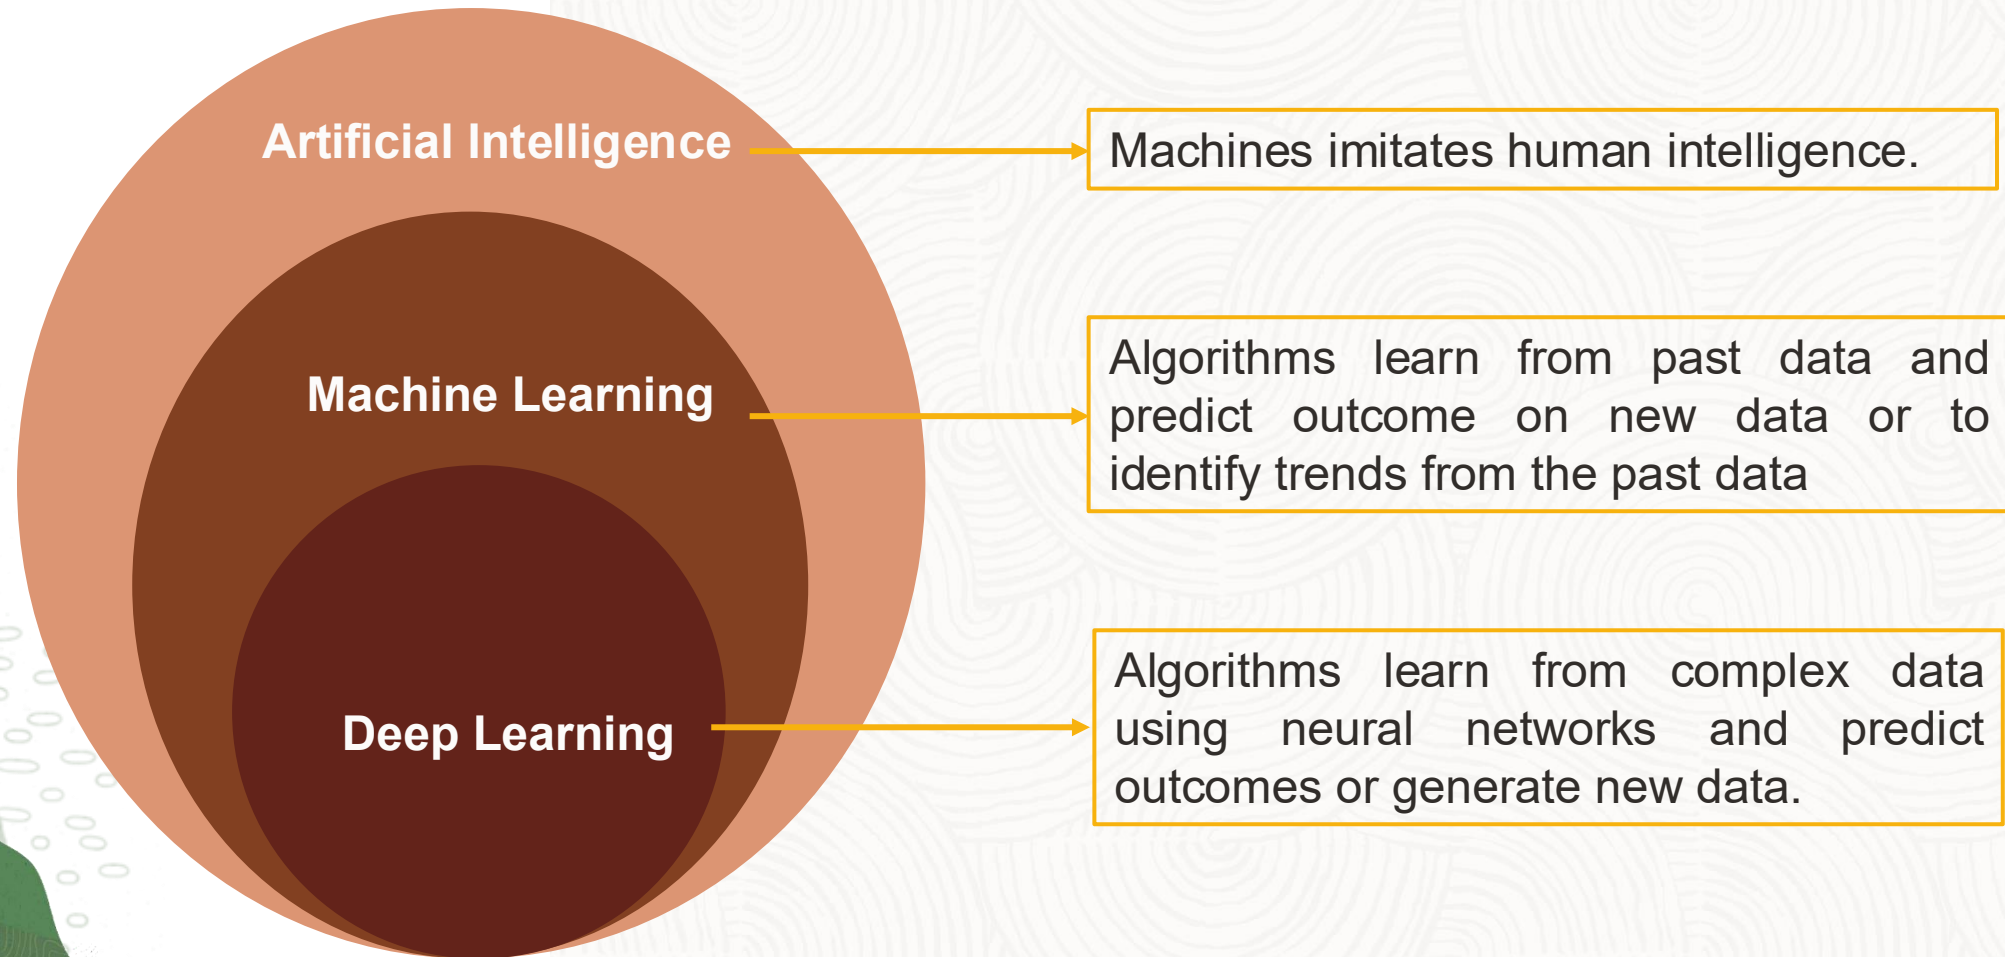 Artificial Intelligence
Machines imitates human intelligence.
Machine Learning
Algorithms learn from past data and
predict outcome on new data or to
identify trends from the past data
Deep Learning
Algorithms learn from complex data
using neural networks and predict
outcomes or generate new data.